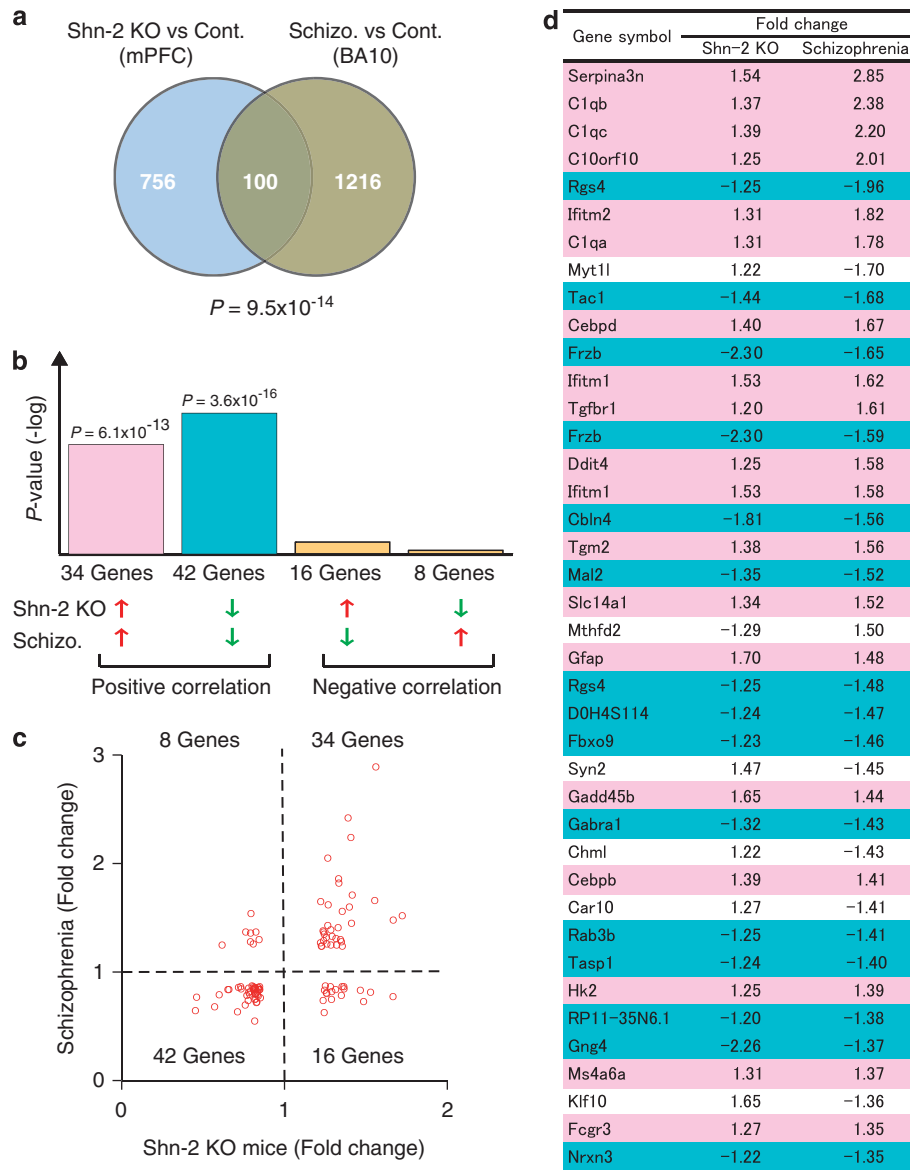 a
Shn-2 KO vs Cont.
(mPFC)
Schizo. vs Cont.
(BA10)
756
100
1216
P = 9.5x10-14
b
P-value (-log)
P = 6.1x10-13
P = 3.6x10-16
34 Genes
42 Genes
16 Genes
8 Genes
Shn-2 KO ↑ ↓ ↑ ↓
Schizo. ↑ ↓ ↓ ↑
Positive correlation
Negative correlation
c
8 Genes
34 Genes
Schizophrenia (Fold change)
3
2
1
0
42 Genes
16 Genes
0
1
2
Shn-2 KO mice (Fold change)
d
Gene symbol
Fold change
Shn-2 KO
Schizophrenia
Serpina3n 1.54 2.85
C1qb 1.37 2.38
C1qc 1.39 2.20
C10orf10 1.25 2.01
Rgs4 −1.25 −1.96
Ifitm2 1.31 1.82
C1qa 1.31 1.78
Myt1l 1.22 −1.70
Tac1 −1.44 −1.68
Cebpd 1.40 1.67
Frzb −2.30 −1.65
Ifitm1 1.53 1.62
Tgfbr1 1.20 1.61
Frzb −2.30 −1.59
Ddit4 1.25 1.58
Ifitm1 1.53 1.58
Cbln4 −1.81 −1.56
Tgm2 1.38 1.56
Mal2 −1.35 −1.52
Slc14a1 1.34 1.52
Mthfd2 −1.29 1.50
Gfap 1.70 1.48
Rgs4 −1.25 −1.48
D0H4S114 −1.24 −1.47
Fbxo9 −1.23 −1.46
Syn2 1.47 −1.45
Gadd45b 1.65 1.44
Gabra1 −1.32 −1.43
Chml 1.22 −1.43
Cebpb 1.39 1.41
Car10 1.27 −1.41
Rab3b −1.25 −1.41
Tasp1 −1.24 −1.40
Hk2 1.25 1.39
RP11-35N6.1 −1.20 −1.38
Gng4 −2.26 −1.37
Ms4a6a 1.31 1.37
Klf10 1.65 −1.36
Fcgr3 1.27 1.35
Nrxn3 −1.22 −1.35